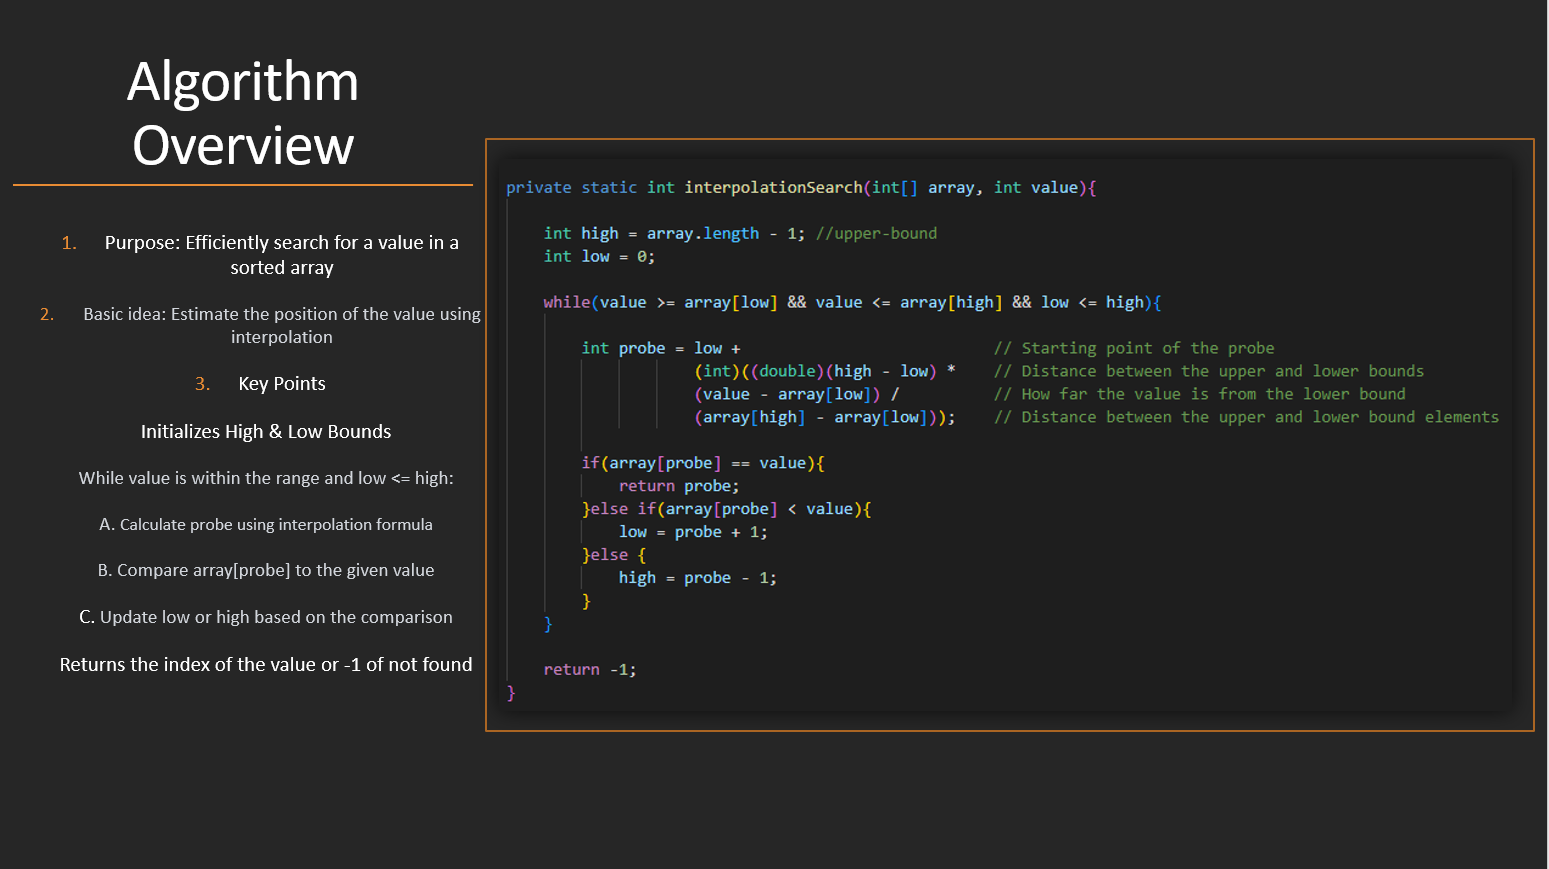 Algorithm
Overview
1. Purpose: Efficiently search for a value in a
sorted array
2. Basic idea: Estimate the position of the value using
interpolation
3. Key Points
Initializes High & Low Bounds
While value is within the range and low <= high:
A. Calculate probe using interpolation formula
B. Compare array[probe] to the given value
C. Update low or high based on the comparison
Returns the index of the value or -1 of not found
private static int interpolationSearch(int[] array, int value){
int high = array.length - 1; //upper-bound
int low = 0;
while(value >= array[low] && value <= array[high] && low <= high){
int probe = low + // Starting point of the probe
(int)((double)(high - low) * // Distance between the upper and lower bounds
(value - array[low]) / // How far the value is from the lower bound
(array[high] - array[low])); // Distance between the upper and lower bound elements
if(array[probe] == value){
return probe;
}else if(array[probe] < value){
low = probe + 1;
}else {
high = probe - 1;
}
}
return -1;
}